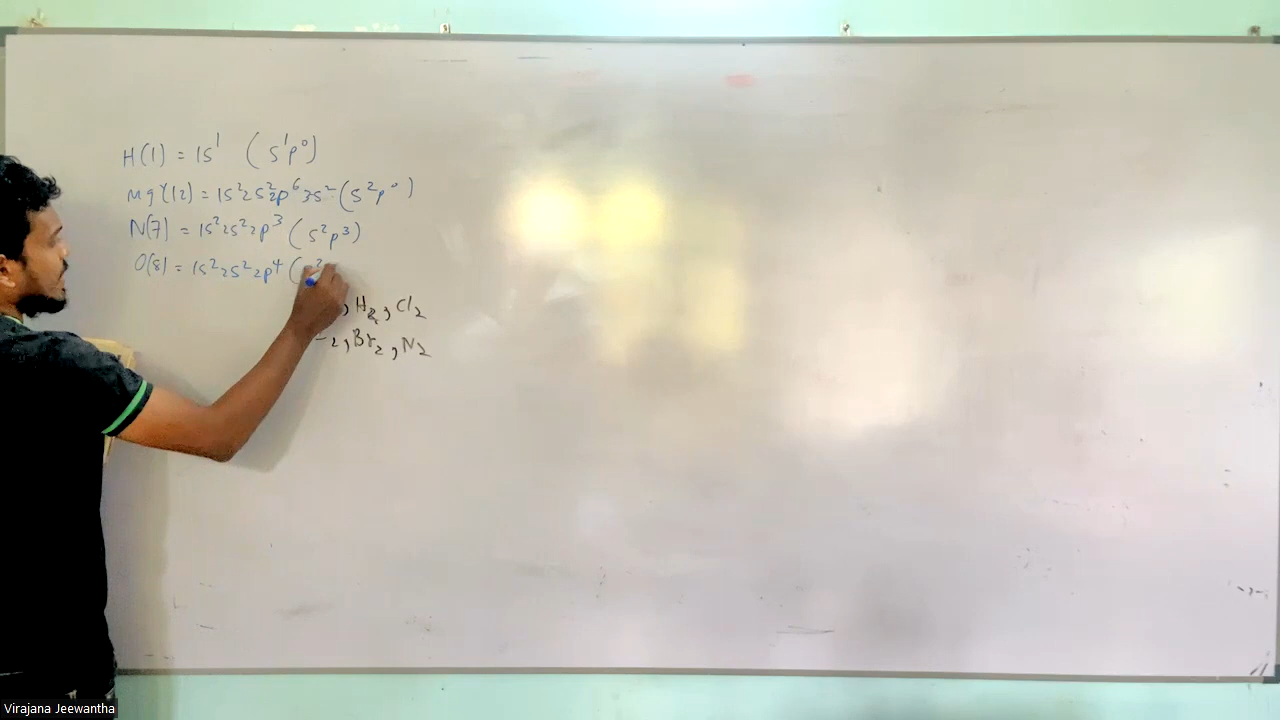 H(1) = 1s¹ (s¹p⁰)
Mg(12) = 1s²2s²2p⁶3s² (s²p⁰)
N(7) = 1s²2s²2p³ (s²p³)
O(8) = 1s²2s²2p⁴ (s²
, H₂, Cl₂
₂, Br₂, N₂
Virajana Jeewantha